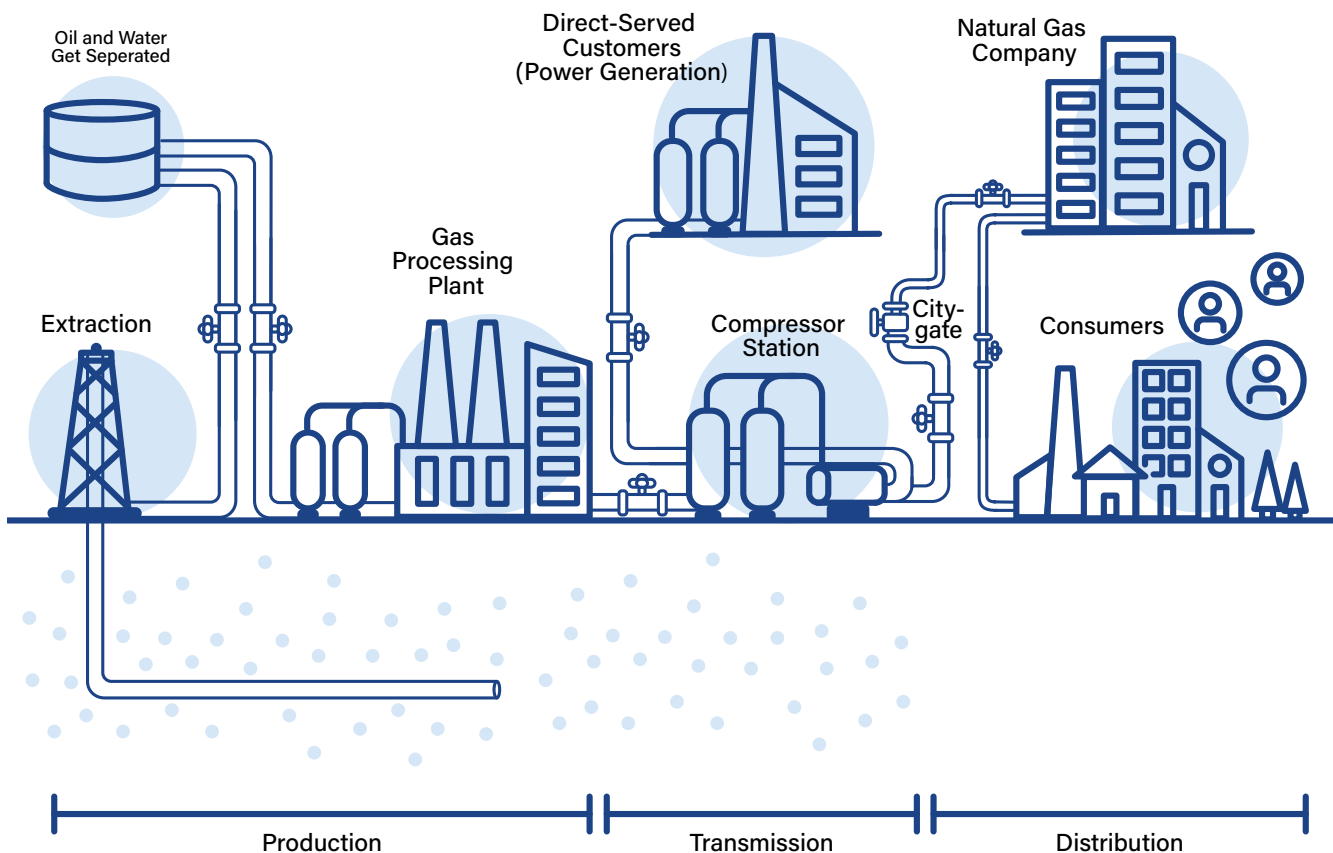 Oil and Water
Get Seperated
Direct-Served
Customers
(Power Generation)
Natural Gas
Company
Gas
Processing
Plant
Extraction
Compressor
Station
City-
gate
Consumers
Production
Transmission
Distribution